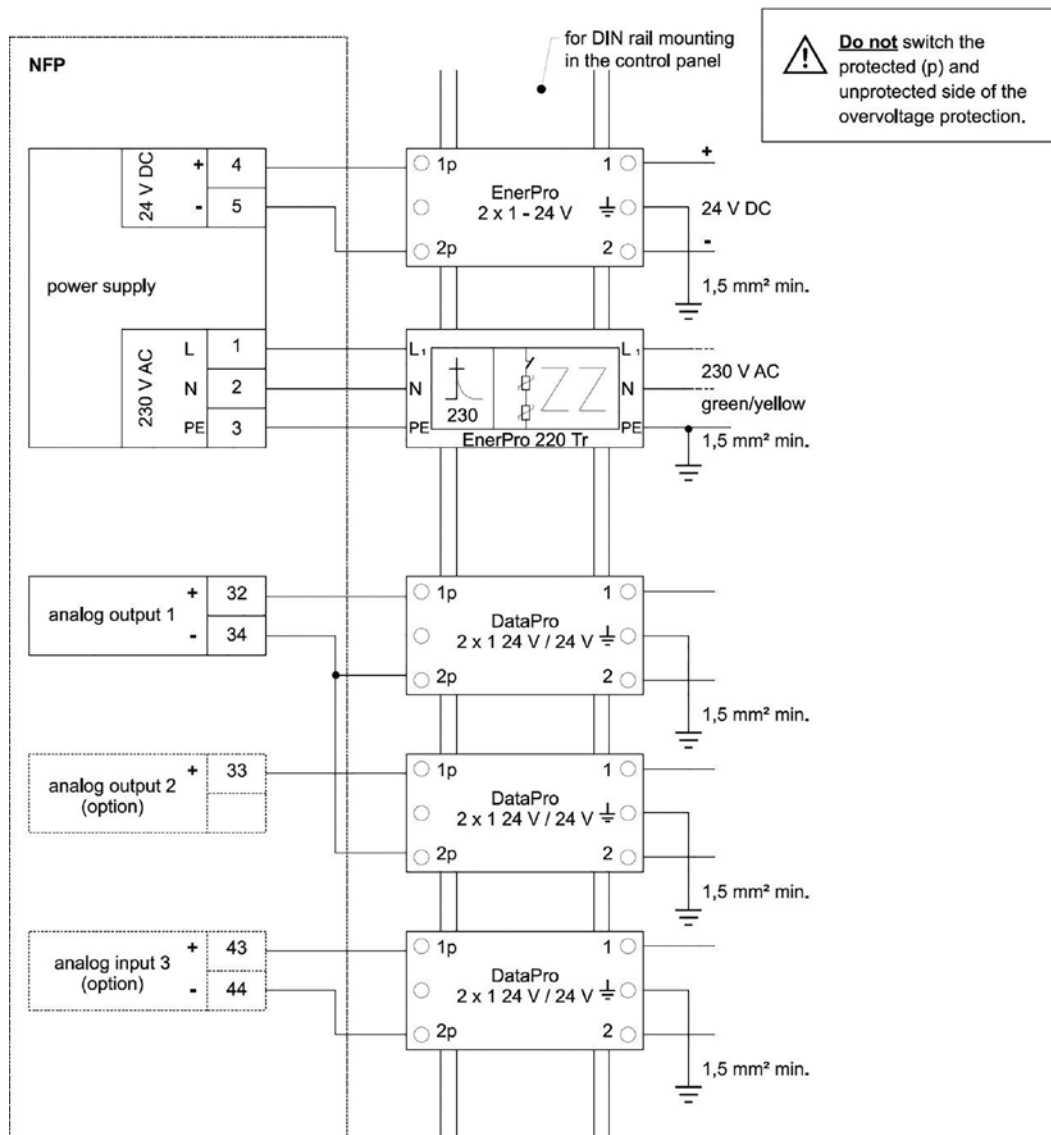 for DIN rail mounting
in the control panel
Do not switch the
protected (p) and
unprotected side of the
overvoltage protection.
NFP
24 V DC
+ 4
- 5
power supply
230 V AC
L 1
N 2
PE 3
1p
2p
EnerPro
2 x 1 - 24 V
1
2
+
24 V DC
-
1,5 mm² min.
L1
N
PE
230
EnerPro 220 Tr
L1
N
PE
230 V AC
green/yellow
1,5 mm² min.
analog output 1
+ 32
- 34
1p
2p
DataPro
2 x 1 24 V / 24 V
1
2
1,5 mm² min.
analog output 2
(option)
+ 33
1p
2p
DataPro
2 x 1 24 V / 24 V
1
2
1,5 mm² min.
analog input 3
(option)
+ 43
- 44
1p
2p
DataPro
2 x 1 24 V / 24 V
1
2
1,5 mm² min.